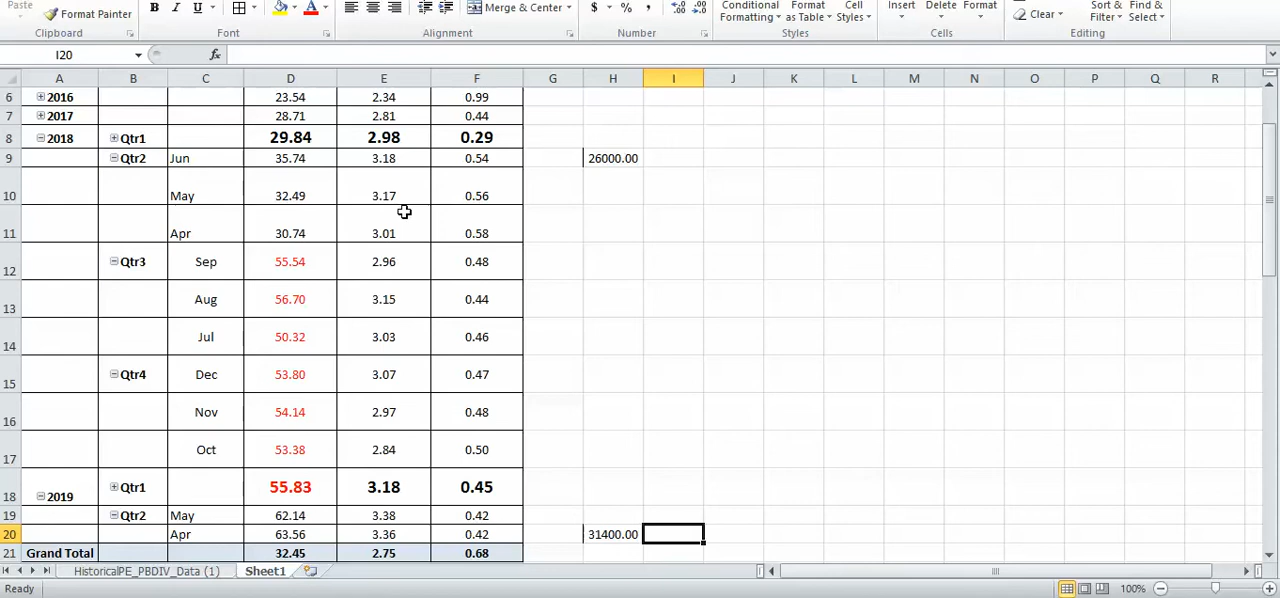 Paste Format Painter B I U Merge & Center $ % , Conditional Formatting Format as Table Cell Styles Insert Delete Format Clear Sort & Filter Find & Select
Clipboard Font Alignment Number Styles Cells Editing
I20 fx
A B C D E F G H I J K L M N O P Q R
6 2016 23.54 2.34 0.99
7 2017 28.71 2.81 0.44
8 2018 Qtr1 29.84 2.98 0.29
9 Qtr2 Jun 35.74 3.18 0.54 26000.00
10 May 32.49 3.17 0.56
11 Apr 30.74 3.01 0.58
12 Qtr3 Sep 55.54 2.96 0.48
13 Aug 56.70 3.15 0.44
14 Jul 50.32 3.03 0.46
15 Qtr4 Dec 53.80 3.07 0.47
16 Nov 54.14 2.97 0.48
17 Oct 53.38 2.84 0.50
18 2019 Qtr1 55.83 3.18 0.45
19 Qtr2 May 62.14 3.38 0.42
20 Apr 63.56 3.36 0.42 31400.00
21 Grand Total 32.45 2.75 0.68
HistoricalPE_PBDIV_Data (1) Sheet1
Ready 100%